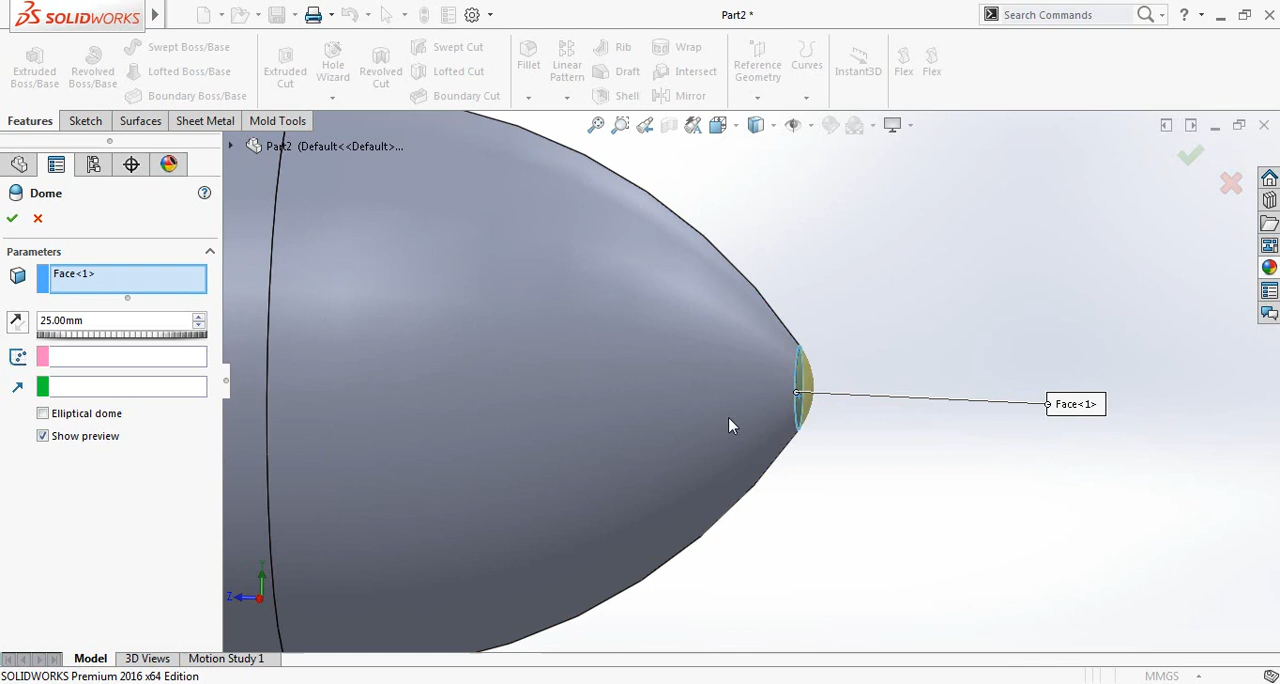 SOLIDWORKS
Part2 *
Search Commands
Extruded Boss/Base
Revolved Boss/Base
Swept Boss/Base
Lofted Boss/Base
Boundary Boss/Base
Extruded Cut
Hole Wizard
Revolved Cut
Swept Cut
Lofted Cut
Boundary Cut
Fillet
Linear Pattern
Rib
Draft
Shell
Wrap
Intersect
Mirror
Reference Geometry
Curves
Instant3D
Flex
Flex
Features
Sketch
Surfaces
Sheet Metal
Mold Tools
Part2 (Default<<Default>...
Dome
Parameters
Face<1>
25.00mm
Elliptical dome
Show preview
Face<1>
Y
Z
Model
3D Views
Motion Study 1
SOLIDWORKS Premium 2016 x64 Edition
MMGS